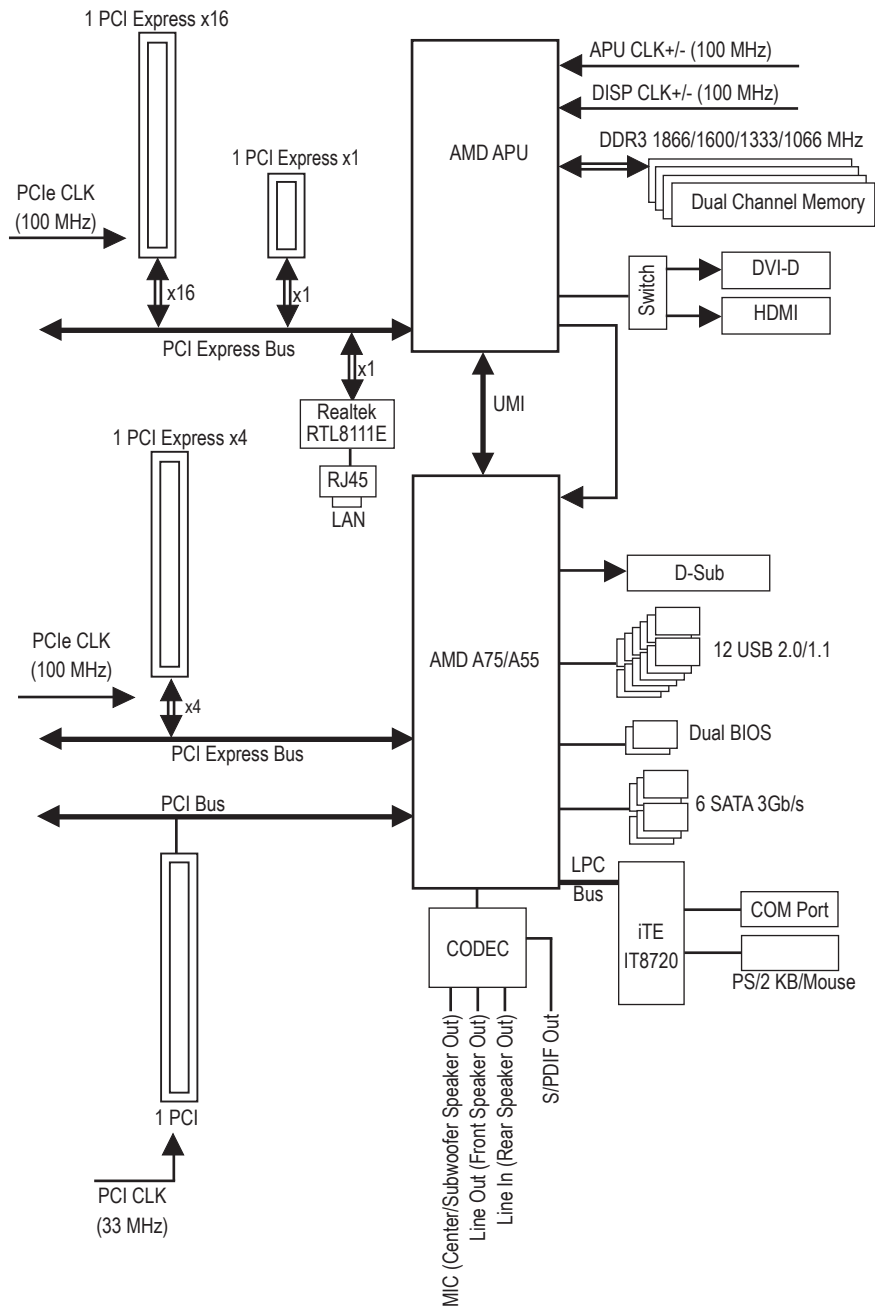 1 PCI Express x16
APU CLK+/- (100 MHz)
DISP CLK+/- (100 MHz)
AMD APU
DDR3 1866/1600/1333/1066 MHz
1 PCI Express x1
PCIe CLK
(100 MHz)
Dual Channel Memory
Switch
DVI-D
HDMI
x16
x1
PCI Express Bus
x1
UMI
Realtek
RTL8111E
RJ45
LAN
1 PCI Express x4
D-Sub
PCIe CLK
(100 MHz)
AMD A75/A55
12 USB 2.0/1.1
x4
Dual BIOS
PCI Express Bus
PCI Bus
6 SATA 3Gb/s
LPC
Bus
iTE
IT8720
COM Port
PS/2 KB/Mouse
CODEC
MIC (Center/Subwoofer Speaker Out)
Line Out (Front Speaker Out)
Line In (Rear Speaker Out)
S/PDIF Out
1 PCI
PCI CLK
(33 MHz)